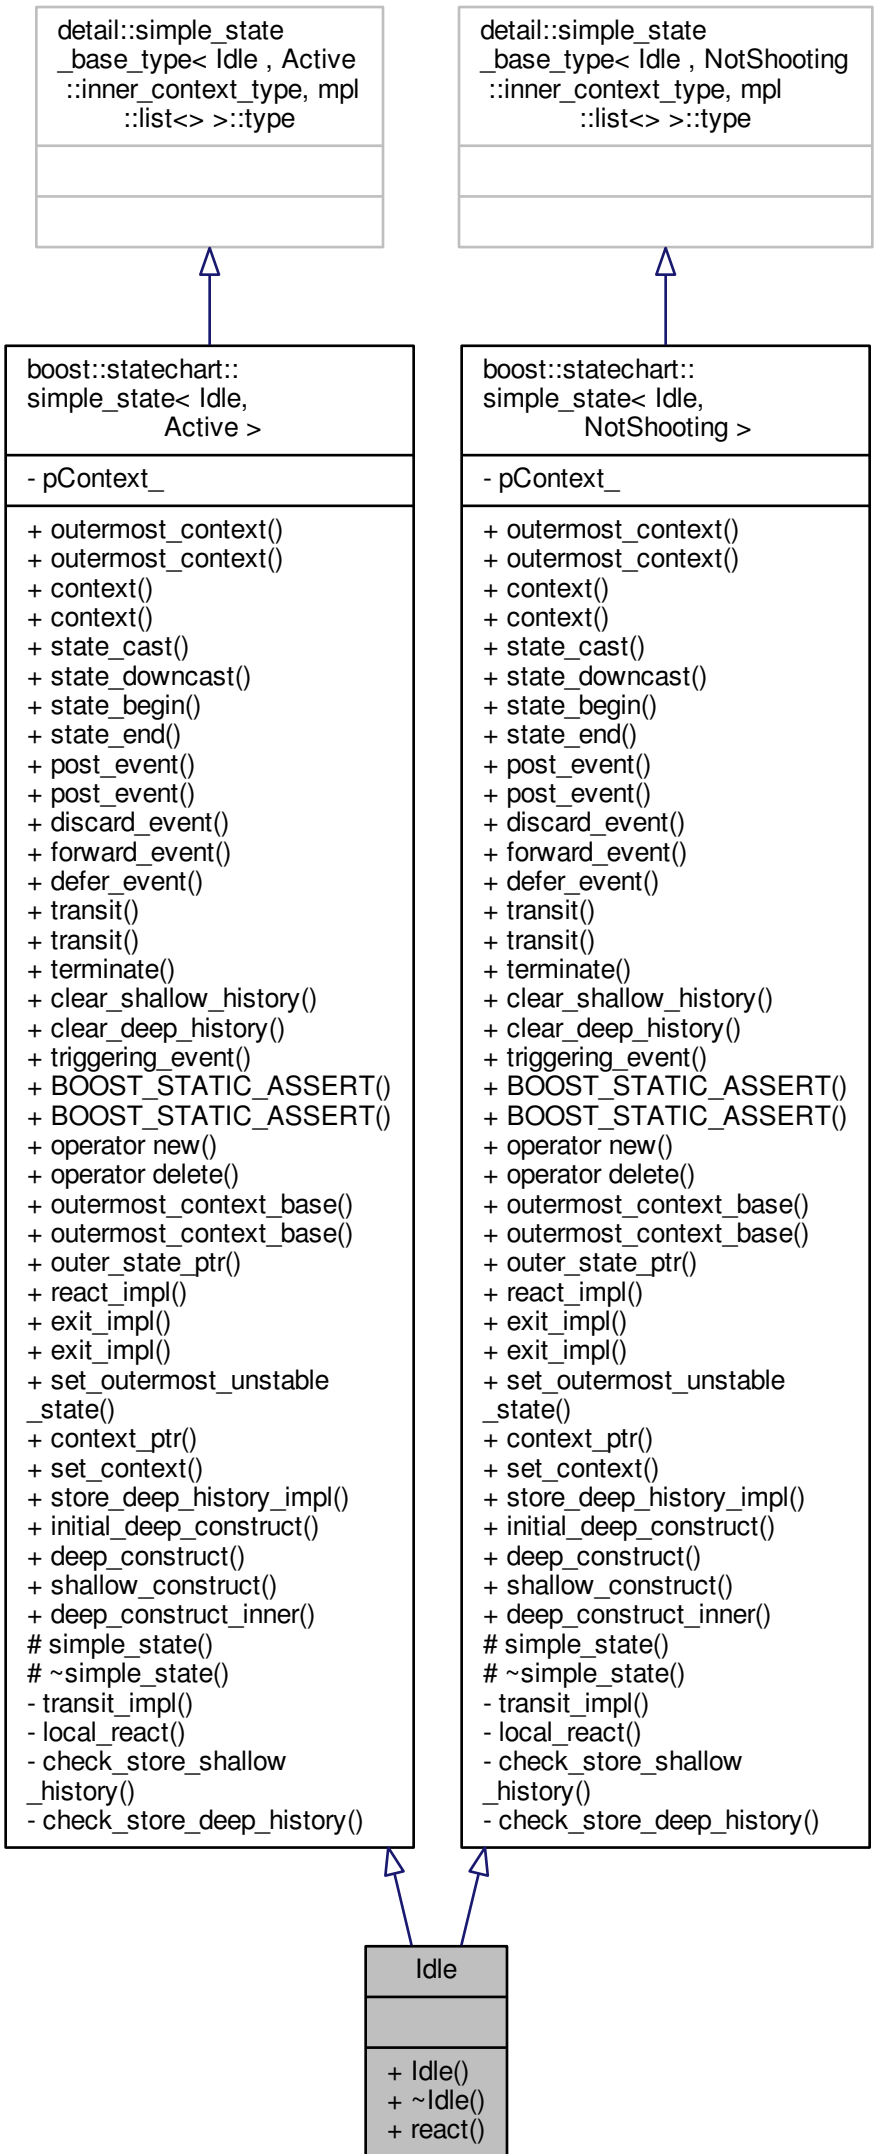 detail::simple_state
_base_type< Idle , Active
::inner_context_type, mpl
::list<> >::type
detail::simple_state
_base_type< Idle , NotShooting
::inner_context_type, mpl
::list<> >::type
boost::statechart::
simple_state< Idle,
Active >
- pContext_
+ outermost_context()
+ outermost_context()
+ context()
+ context()
+ state_cast()
+ state_downcast()
+ state_begin()
+ state_end()
+ post_event()
+ post_event()
+ discard_event()
+ forward_event()
+ defer_event()
+ transit()
+ transit()
+ terminate()
+ clear_shallow_history()
+ clear_deep_history()
+ triggering_event()
+ BOOST_STATIC_ASSERT()
+ BOOST_STATIC_ASSERT()
+ operator new()
+ operator delete()
+ outermost_context_base()
+ outermost_context_base()
+ outer_state_ptr()
+ react_impl()
+ exit_impl()
+ exit_impl()
+ set_outermost_unstable
_state()
+ context_ptr()
+ set_context()
+ store_deep_history_impl()
+ initial_deep_construct()
+ deep_construct()
+ shallow_construct()
+ deep_construct_inner()
# simple_state()
# ~simple_state()
- transit_impl()
- local_react()
- check_store_shallow
_history()
- check_store_deep_history()
boost::statechart::
simple_state< Idle,
NotShooting >
- pContext_
+ outermost_context()
+ outermost_context()
+ context()
+ context()
+ state_cast()
+ state_downcast()
+ state_begin()
+ state_end()
+ post_event()
+ post_event()
+ discard_event()
+ forward_event()
+ defer_event()
+ transit()
+ transit()
+ terminate()
+ clear_shallow_history()
+ clear_deep_history()
+ triggering_event()
+ BOOST_STATIC_ASSERT()
+ BOOST_STATIC_ASSERT()
+ operator new()
+ operator delete()
+ outermost_context_base()
+ outermost_context_base()
+ outer_state_ptr()
+ react_impl()
+ exit_impl()
+ exit_impl()
+ set_outermost_unstable
_state()
+ context_ptr()
+ set_context()
+ store_deep_history_impl()
+ initial_deep_construct()
+ deep_construct()
+ shallow_construct()
+ deep_construct_inner()
# simple_state()
# ~simple_state()
- transit_impl()
- local_react()
- check_store_shallow
_history()
- check_store_deep_history()
Idle
+ Idle()
+ ~Idle()
+ react()